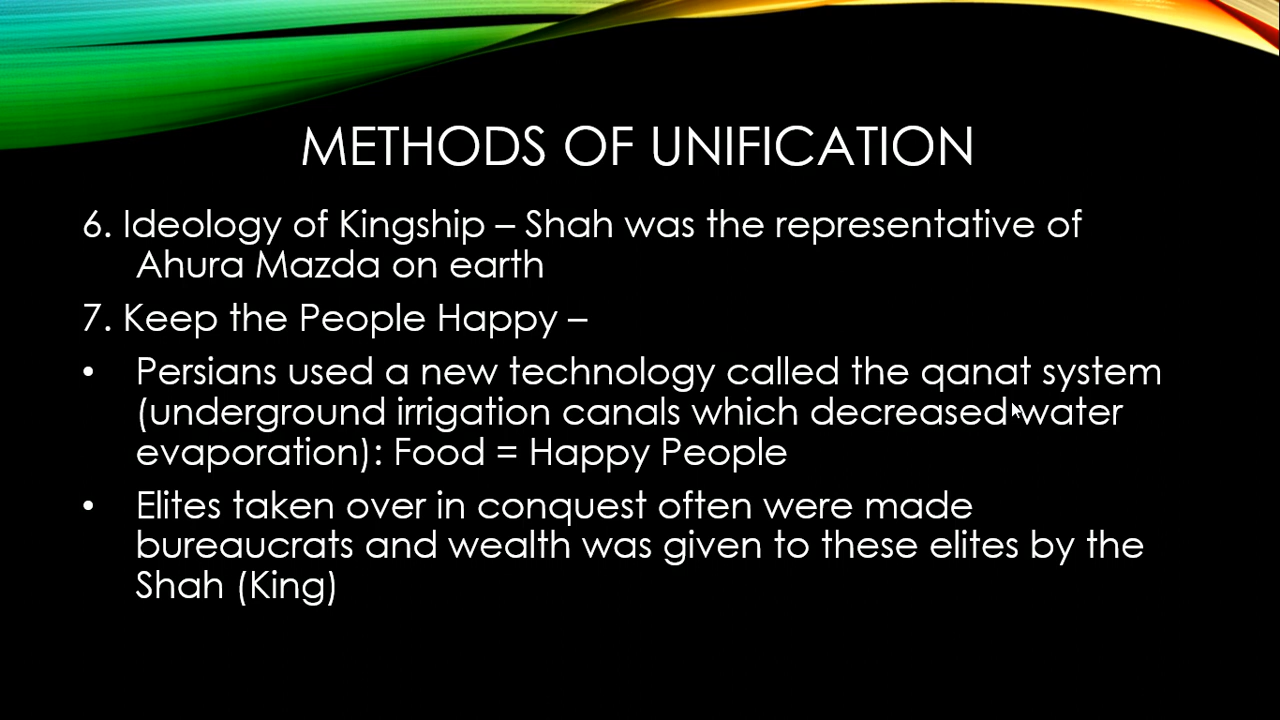 METHODS OF UNIFICATION
6. Ideology of Kingship – Shah was the representative of
Ahura Mazda on earth
7. Keep the People Happy –
• Persians used a new technology called the qanat system
(underground irrigation canals which decreased water
evaporation): Food = Happy People
• Elites taken over in conquest often were made
bureaucrats and wealth was given to these elites by the
Shah (King)